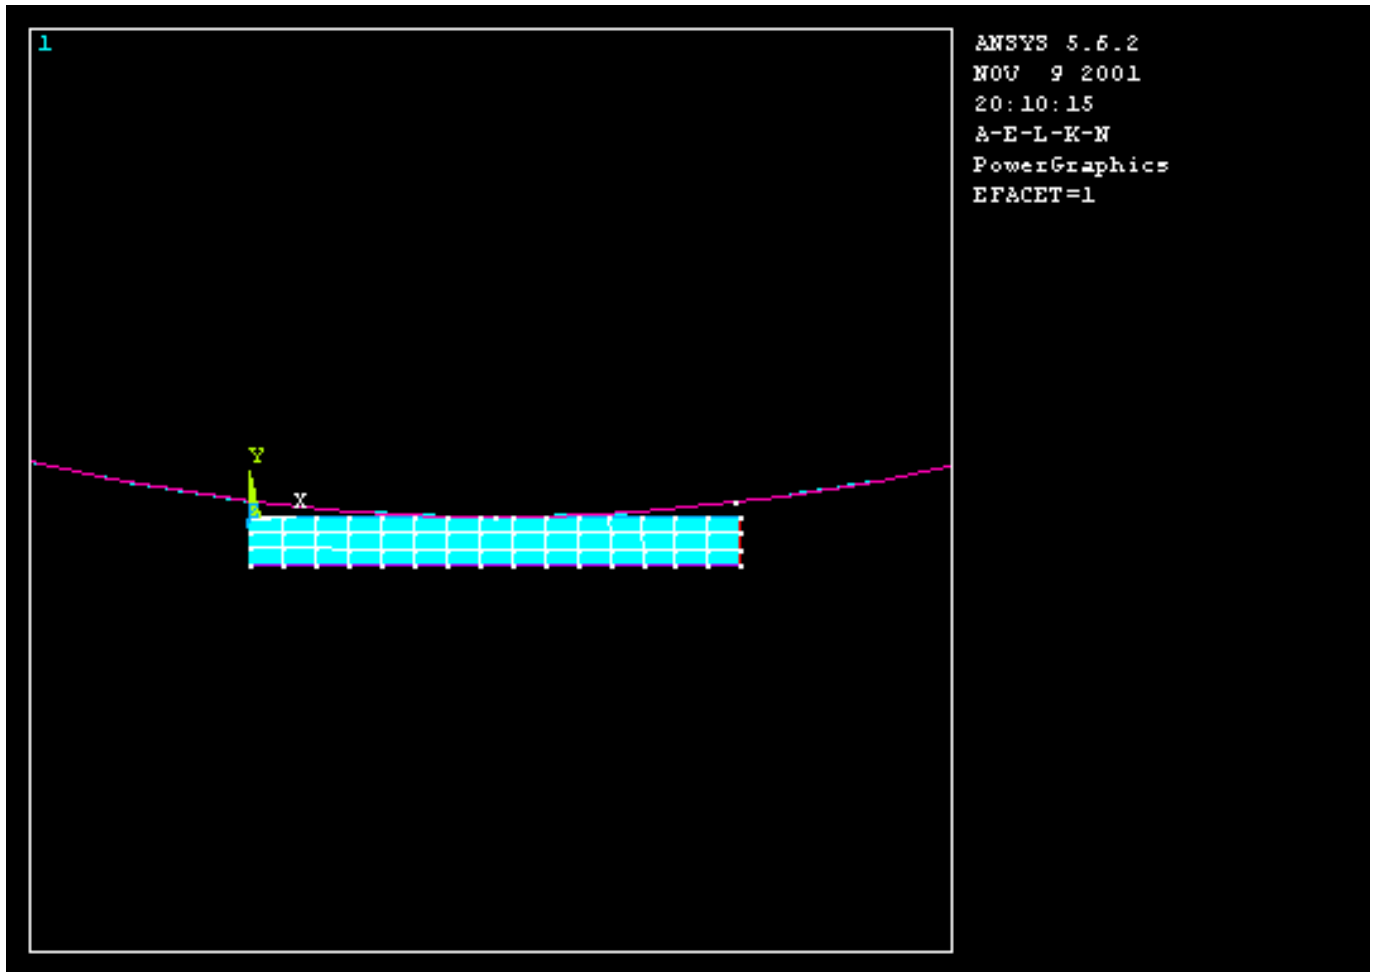 1
ANSYS 5.6.2
NOV  9 2001
20:10:15
A-E-L-K-N
PowerGraphics
EFACET=1
Y
X